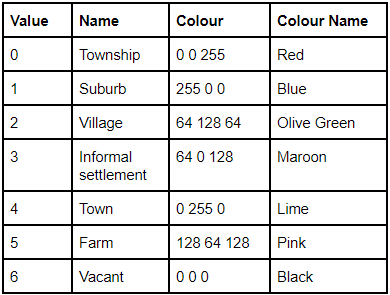 Value Name Colour Colour Name
0 Township 0 0 255 Red
1 Suburb 255 0 0 Blue
2 Village 64 128 64 Olive Green
3 Informal settlement 64 0 128 Maroon
4 Town 0 255 0 Lime
5 Farm 128 64 128 Pink
6 Vacant 0 0 0 Black